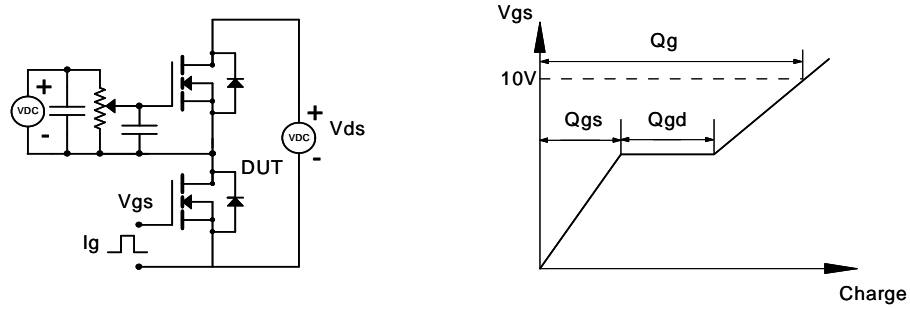 +
VDC
-
+
VDC
-
Vds
DUT
Vgs
Ig
Vgs
Qg
10V
Qgs
Qgd
Charge